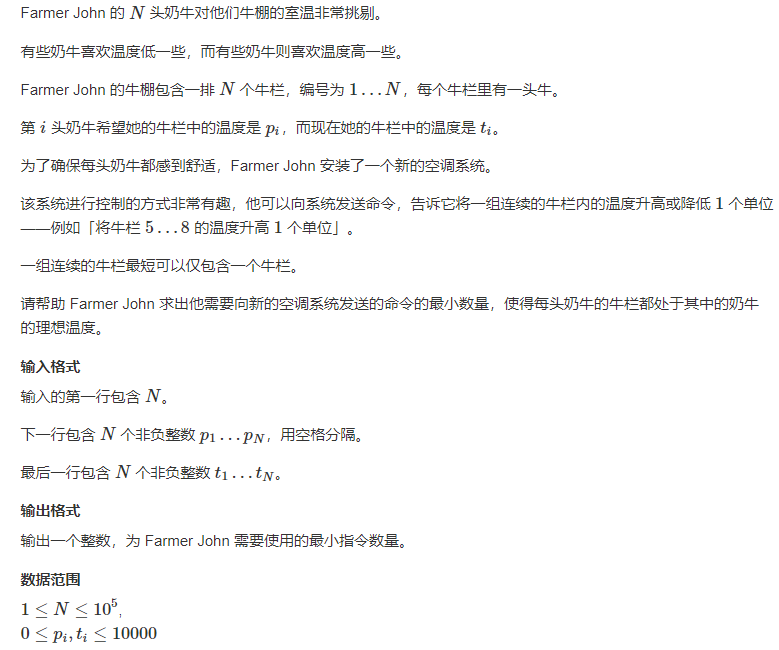 Farmer John 的 N 头奶牛对他们牛棚的室温非常挑剔。
有些奶牛喜欢温度低一些，而有些奶牛则喜欢温度高一些。
Farmer John 的牛棚包含一排 N 个牛栏，编号为 1…N，每个牛栏里有一头牛。
第 i 头奶牛希望她的牛栏中的温度是 pᵢ，而现在她的牛栏中的温度是 tᵢ。
为了确保每头奶牛都感到舒适，Farmer John 安装了一个新的空调系统。
该系统进行控制的方式非常有趣，他可以向系统发送命令，告诉它将一组连续的牛栏内的温度升高或降低 1 个单位
——例如「将牛栏 5…8 的温度升高 1 个单位」。
一组连续的牛栏最短可以仅包含一个牛栏。
请帮助 Farmer John 求出他需要向新的空调系统发送的命令的最小数量，使得每头奶牛的牛栏都处于其中的奶牛
的理想温度。
输入格式
输入的第一行包含 N。
下一行包含 N 个非负整数 p₁…p_N，用空格分隔。
最后一行包含 N 个非负整数 t₁…t_N。
输出格式
输出一个整数，为 Farmer John 需要使用的最小指令数量。
数据范围
1 ≤ N ≤ 10⁵,
0 ≤ pᵢ, tᵢ ≤ 10000